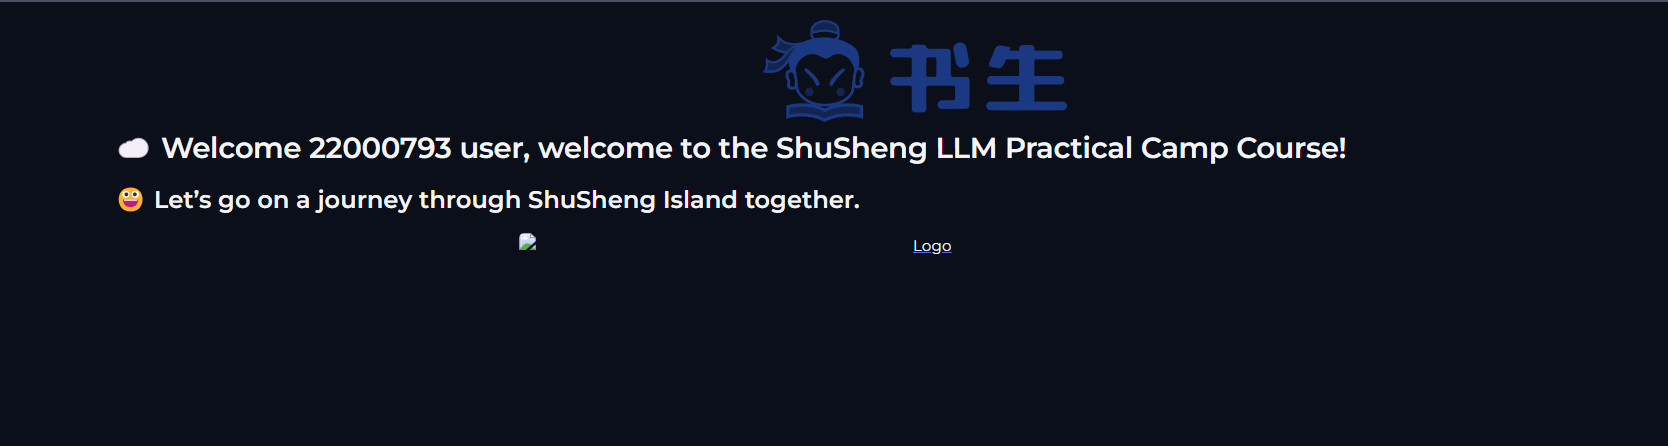 书生
☁️ Welcome 22000793 user, welcome to the ShuSheng LLM Practical Camp Course!
😀 Let’s go on a journey through ShuSheng Island together.
Logo